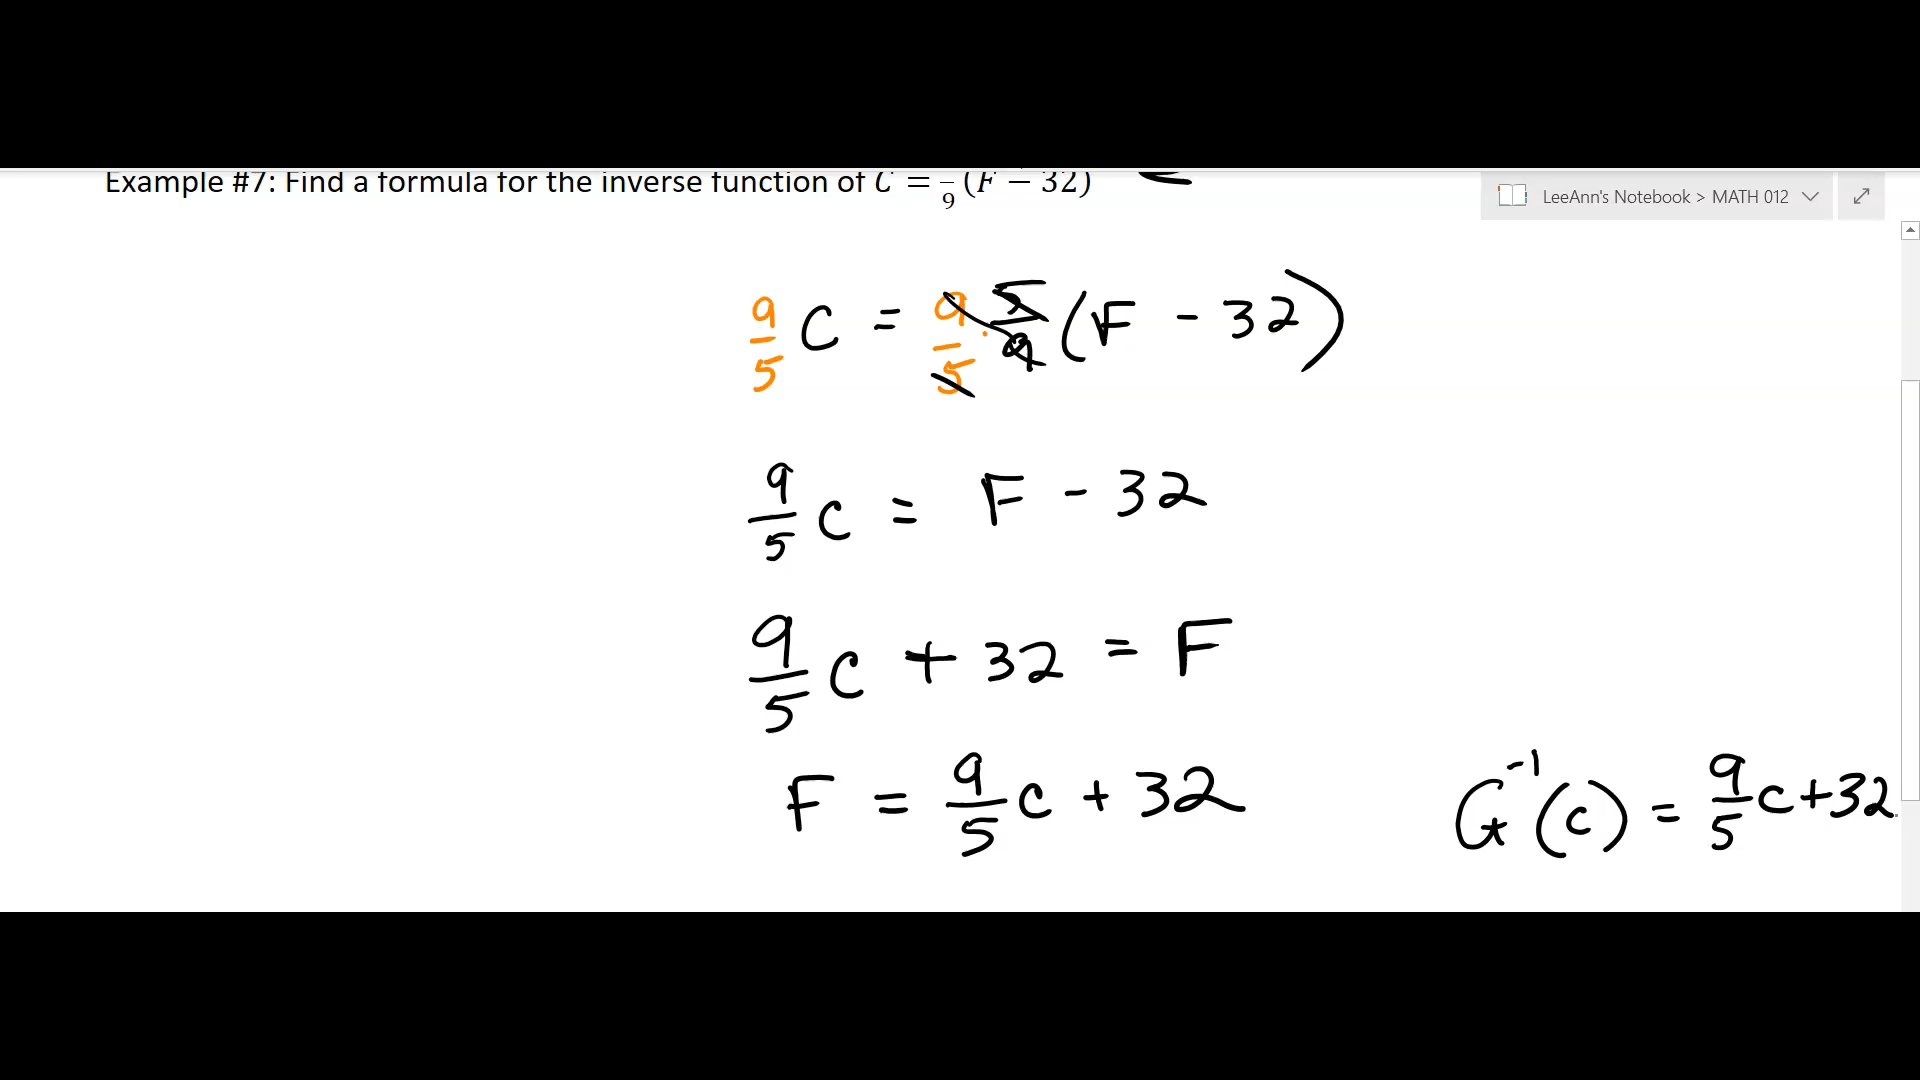 Example #7: Find a formula for the inverse function of C = _/9 (F − 32)
LeeAnn's Notebook > MATH 012
9/5 C = 9/5 · 5/9 (F - 32)
9/5 C = F - 32
9/5 C + 32 = F
F = 9/5 C + 32
G⁻¹(C) = 9/5 C + 32